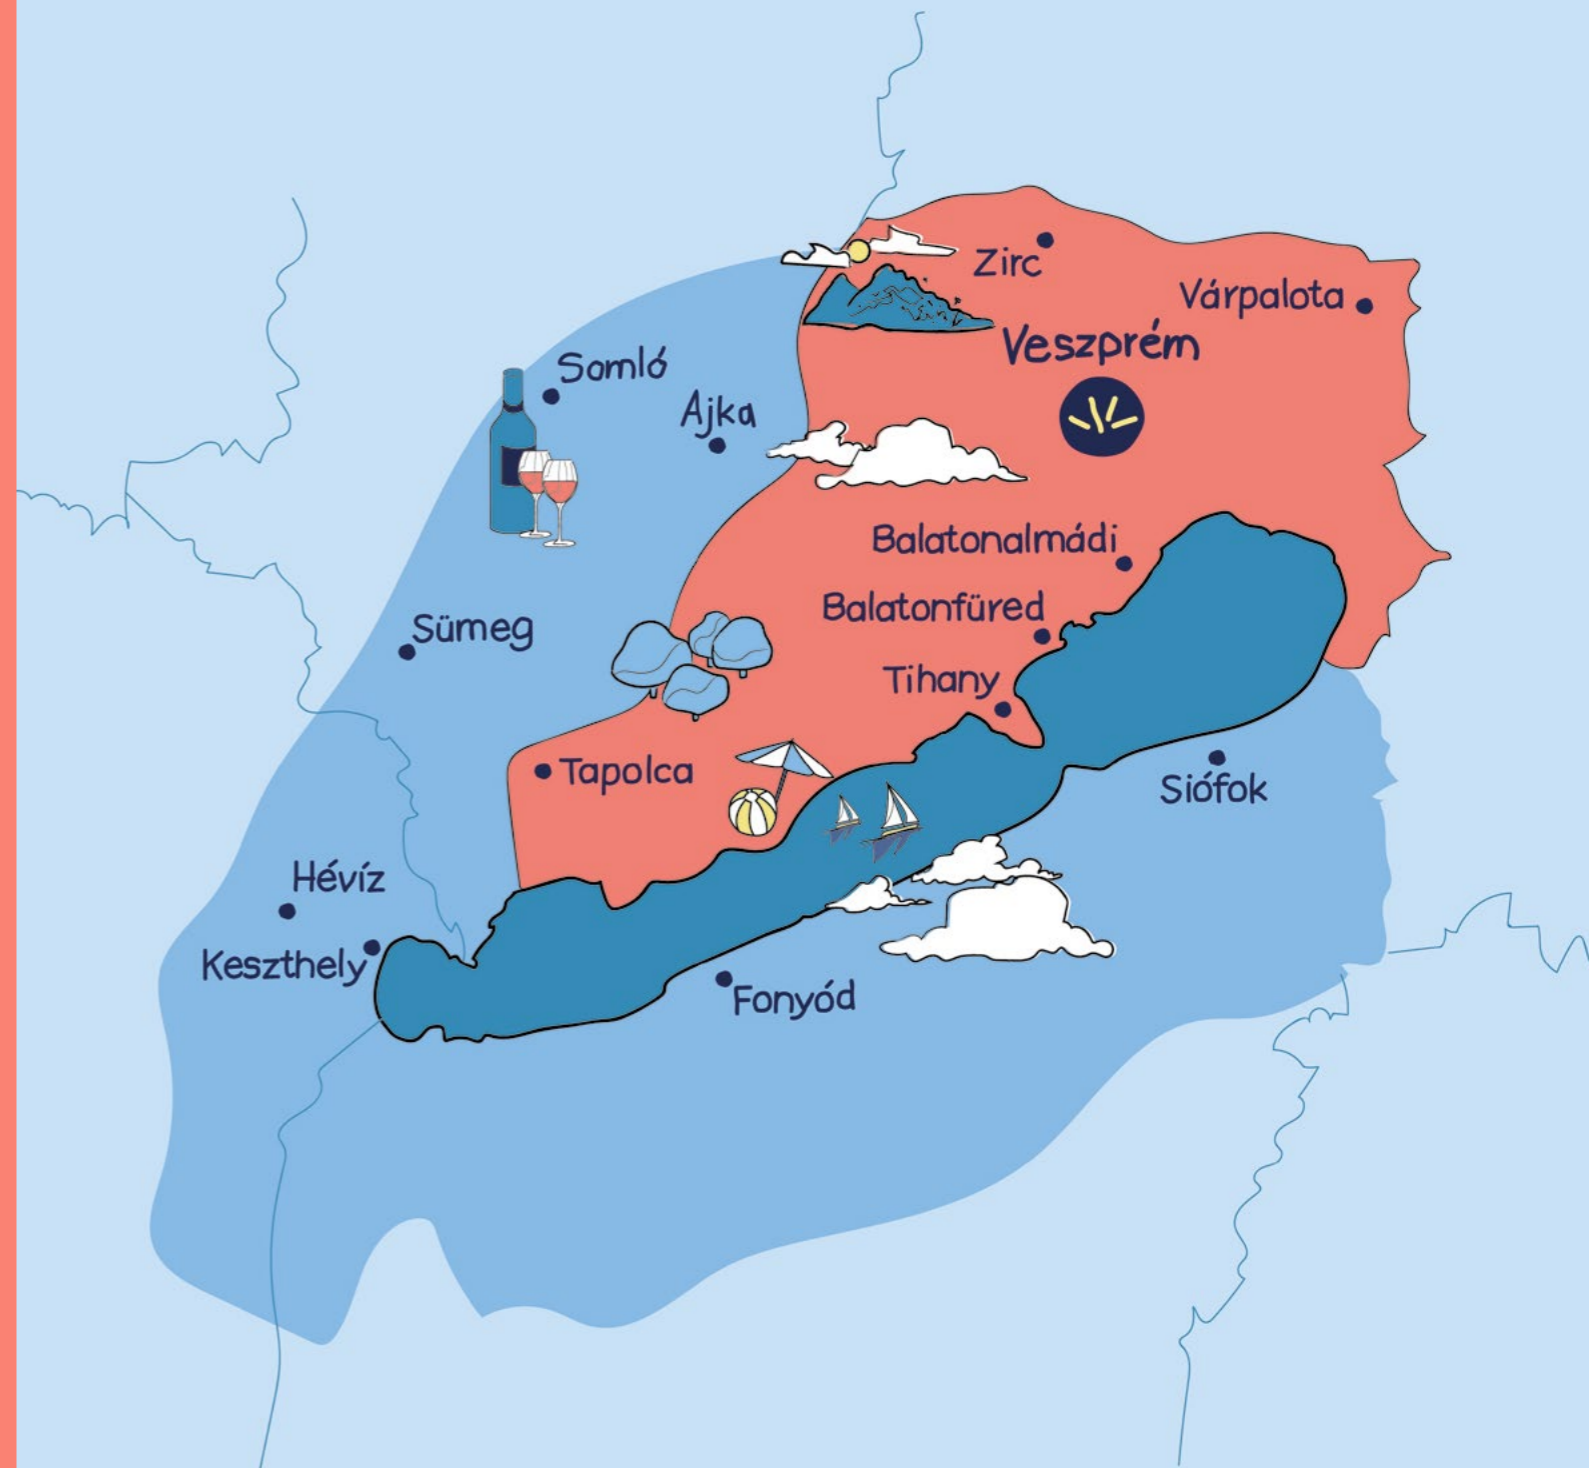 Zirc
Várpalota
Veszprém
Somló
Ajka
Balatonalmádi
Balatonfüred
Sümeg
Tihany
Tapolca
Siófok
Hévíz
Keszthely
Fonyód